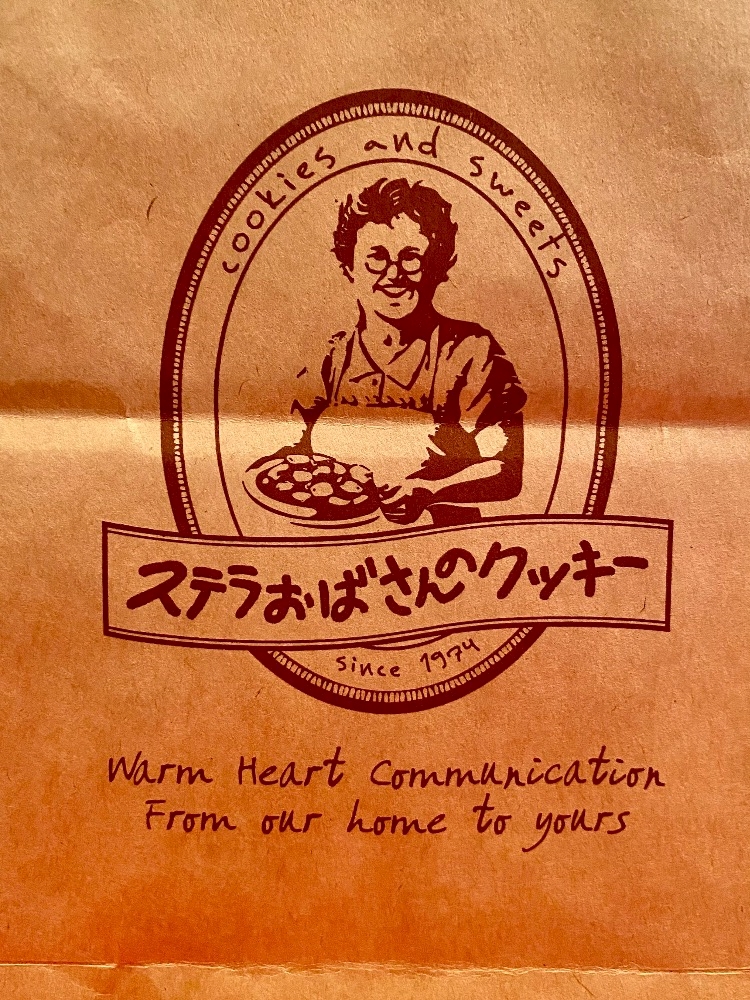 cookies and sweets
ステラおばさんのクッキー
since 1974
Warm Heart Communication
From our home to yours